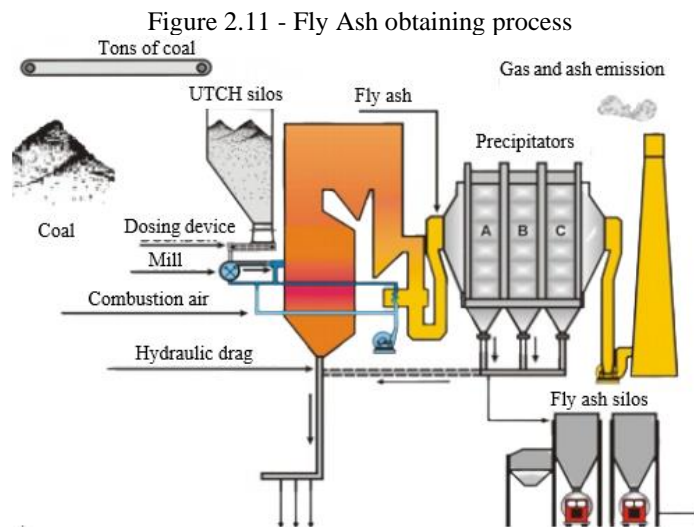 Figure 2.11 - Fly Ash obtaining process
Tons of coal
Gas and ash emission
UTCH silos
Fly ash
Precipitators
Coal
Dosing device
A B C
Mill
Combustion air
Hydraulic drag
Fly ash silos